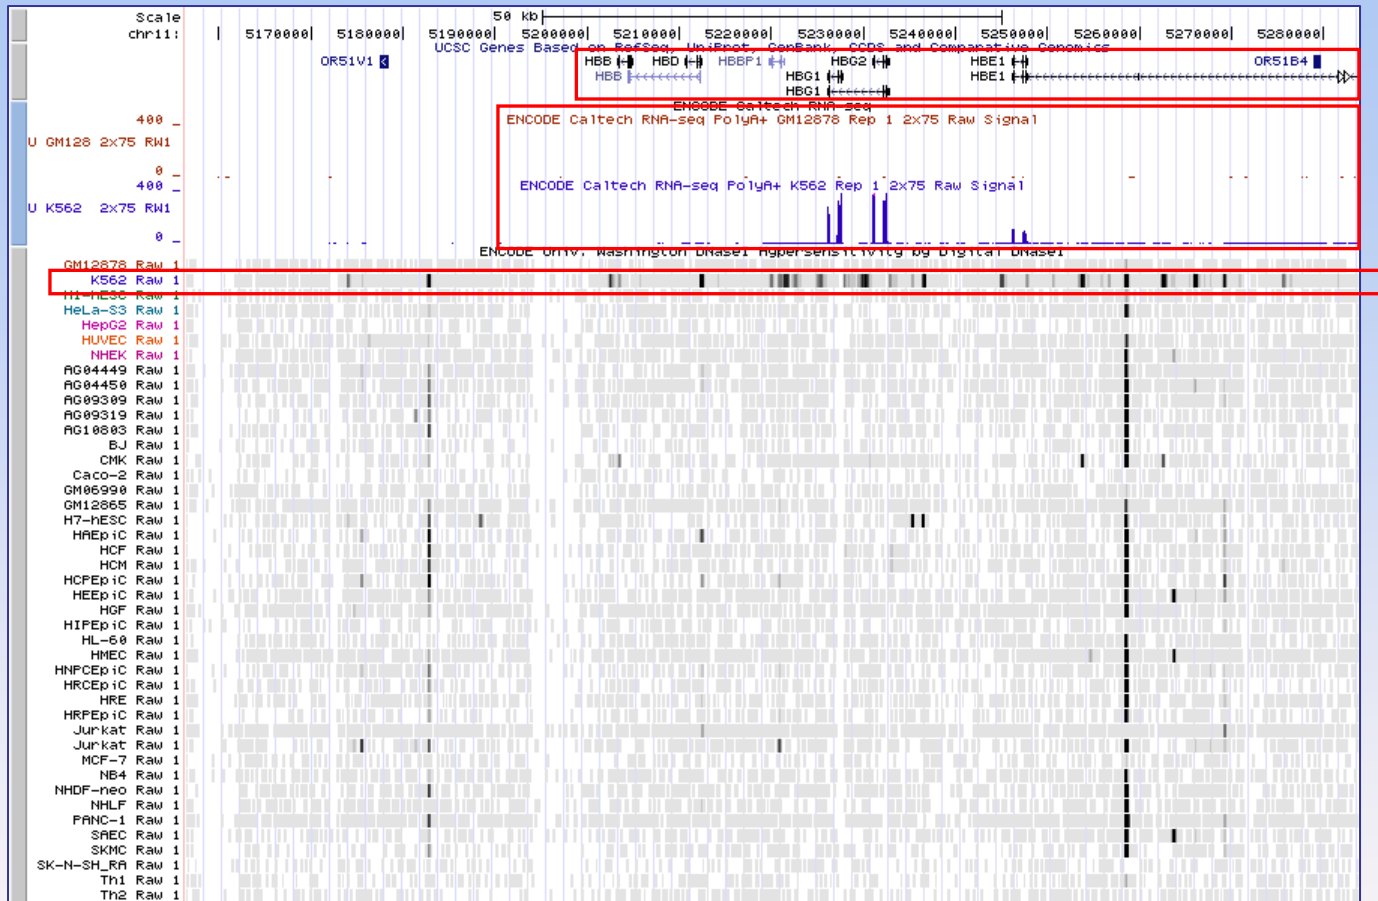 Scale 50 kb
chr11: 5170000 5180000 5190000 5200000 5210000 5220000 5230000 5240000 5250000 5260000 5270000 5280000
UCSC Genes Based on RefSeq, UniProt, GenBank, CCDS and Comparative Genomics
OR51V1 HBB HBD HBBP1 HBG2 HBE1 OR51B4
HBB HBG1 HBE1
HBG1
ENCODE Caltech RNA-seq
400 _ ENCODE Caltech RNA-seq PolyA+ GM12878 Rep 1 2x75 Raw Signal
U GM128 2x75 RW1
0 _
400 _ ENCODE Caltech RNA-seq PolyA+ K562 Rep 1 2x75 Raw Signal
U K562 2x75 RW1
0 _
ENCODE Univ. Washington DNaseI Hypersensitivity by Digital DNaseI
GM12878 Raw 1
K562 Raw 1
H1-hESC Raw 1
HeLa-S3 Raw 1
HepG2 Raw 1
HUVEC Raw 1
NHEK Raw 1
AG04449 Raw 1
AG04450 Raw 1
AG09309 Raw 1
AG09319 Raw 1
AG10803 Raw 1
BJ Raw 1
CMK Raw 1
Caco-2 Raw 1
GM06990 Raw 1
GM12865 Raw 1
H7-hESC Raw 1
HAEpiC Raw 1
HCF Raw 1
HCM Raw 1
HCPEpiC Raw 1
HEEpiC Raw 1
HGF Raw 1
HIPEpiC Raw 1
HL-60 Raw 1
HMEC Raw 1
HNPCEpiC Raw 1
HRCEpiC Raw 1
HRE Raw 1
HRPEpiC Raw 1
Jurkat Raw 1
Jurkat Raw 1
MCF-7 Raw 1
NB4 Raw 1
NHDF-neo Raw 1
NHLF Raw 1
PANC-1 Raw 1
SAEC Raw 1
SKMC Raw 1
SK-N-SH_RA Raw 1
Th1 Raw 1
Th2 Raw 1